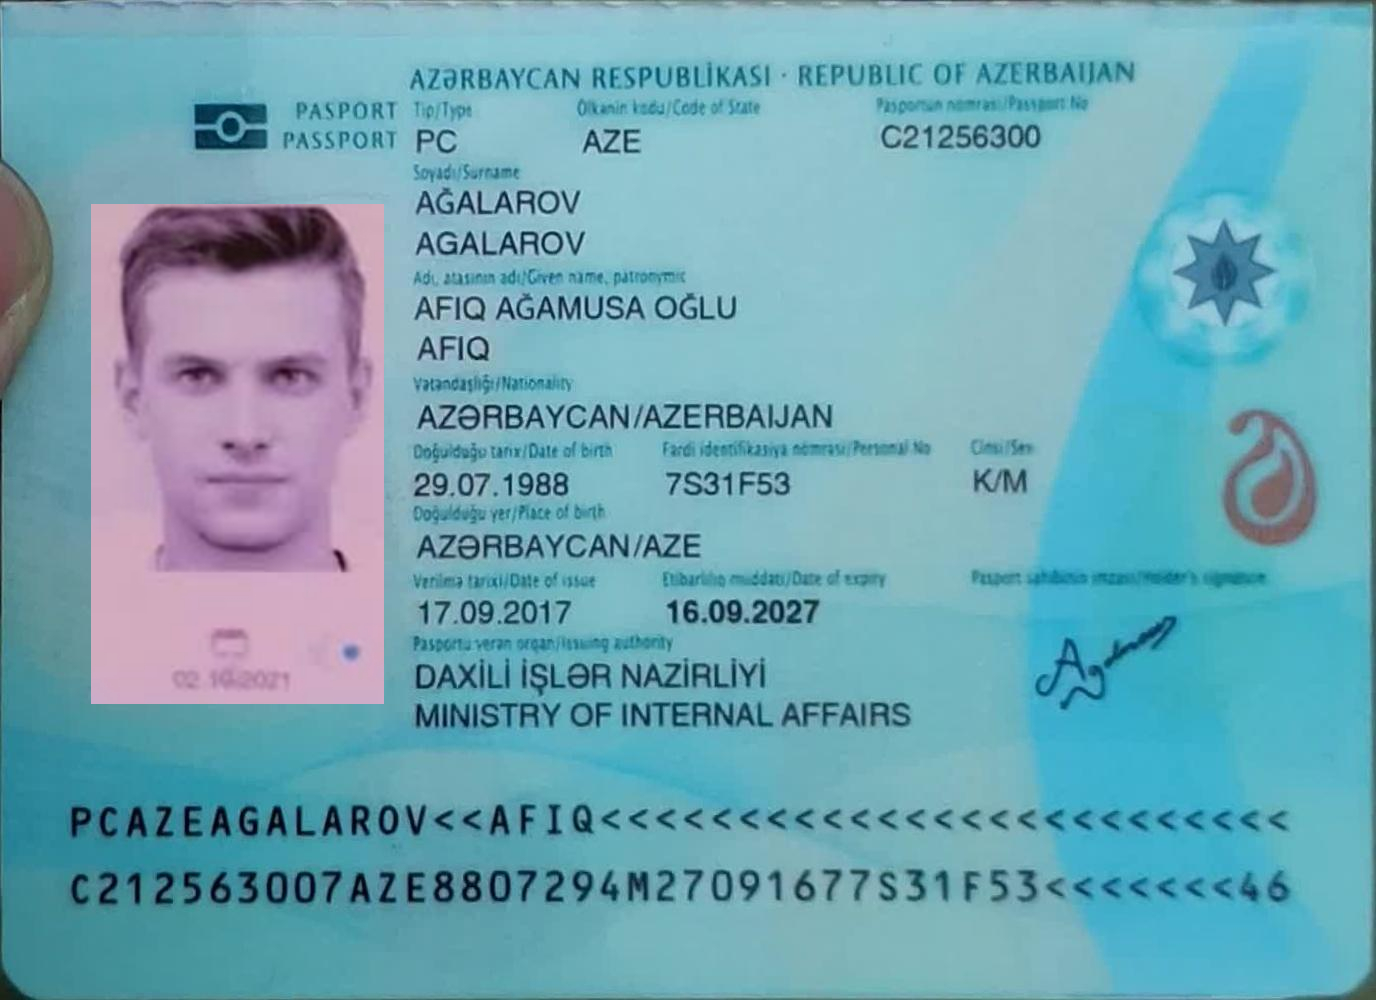 AZƏRBAYCAN RESPUBLİKASI · REPUBLIC OF AZERBAIJAN
PASPORT
PASSPORT
Tip/Type
Ölkənin kodu/Code of State
Pasportun nömrəsi/Passport No
PC
AZE
C21256300
Soyadı/Surname
AĞALAROV
AGALAROV
Adı, atasının adı/Given name, patronymic
AFIQ AĞAMUSA OĞLU
AFIQ
Vətəndaşlığı/Nationality
AZƏRBAYCAN/AZERBAIJAN
Doğulduğu tarix/Date of birth
Fərdi identifikasiya nömrəsi/Personal No
Cinsi/Sex
29.07.1988
7S31F53
K/M
Doğulduğu yer/Place of birth
AZƏRBAYCAN/AZE
Verilmə tarixi/Date of issue
Etibarlılıq müddəti/Date of expiry
Pasport sahibinin imzası/Holder's signature
17.09.2017
16.09.2027
Pasportu verən orqan/Issuing authority
DAXİLİ İŞLƏR NAZİRLİYİ
MINISTRY OF INTERNAL AFFAIRS
02.10.2021
PCAZEAGALAROV<<AFIQ<<<<<<<<<<<<<<<<<<<<<<<<<
C212563007AZE8807294M27091677S31F53<<<<<<<46